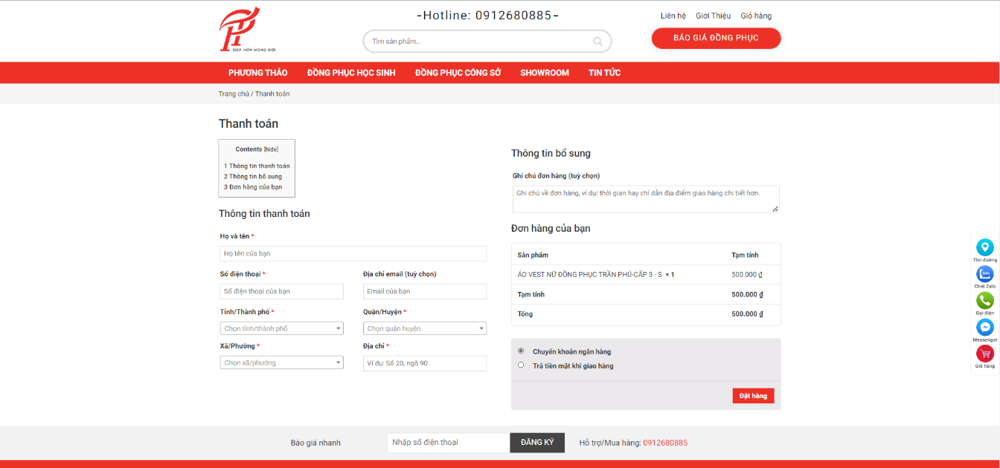 ĐẸP HƠN MONG ĐỢI
-Hotline: 0912680885-
Tìm sản phẩm...
Liên hệ Giới Thiệu Giỏ hàng
BÁO GIÁ ĐỒNG PHỤC
PHƯƠNG THẢO ĐỒNG PHỤC HỌC SINH ĐỒNG PHỤC CÔNG SỞ SHOWROOM TIN TỨC
Trang chủ / Thanh toán
Thanh toán
Contents [hide]
1 Thông tin thanh toán
2 Thông tin bổ sung
3 Đơn hàng của bạn
Thông tin thanh toán
Họ và tên *
Họ tên của bạn
Số điện thoại * Địa chỉ email (tuỳ chọn)
Số điện thoại của bạn Email của bạn
Tỉnh/Thành phố * Quận/Huyện *
Chọn tỉnh/thành phố Chọn quận huyện
Xã/Phường * Địa chỉ *
Chọn xã/phường Ví dụ: Số 20, ngõ 90
Thông tin bổ sung
Ghi chú đơn hàng (tuỳ chọn)
Ghi chú về đơn hàng, ví dụ: thời gian hay chỉ dẫn địa điểm giao hàng chi tiết hơn.
Đơn hàng của bạn
Sản phẩm Tạm tính
ÁO VEST NỮ ĐỒNG PHỤC TRẦN PHÚ-CẤP 3 - S × 1 500.000 ₫
Tạm tính 500.000 ₫
Tổng 500.000 ₫
Chuyển khoản ngân hàng
Trả tiền mặt khi giao hàng
Đặt hàng
Tìm đường
Zalo
Chat Zalo
Gọi điện
Messenger
Giỏ hàng
Báo giá nhanh Nhập số điện thoại ĐĂNG KÝ Hỗ trợ/Mua hàng: 0912680885